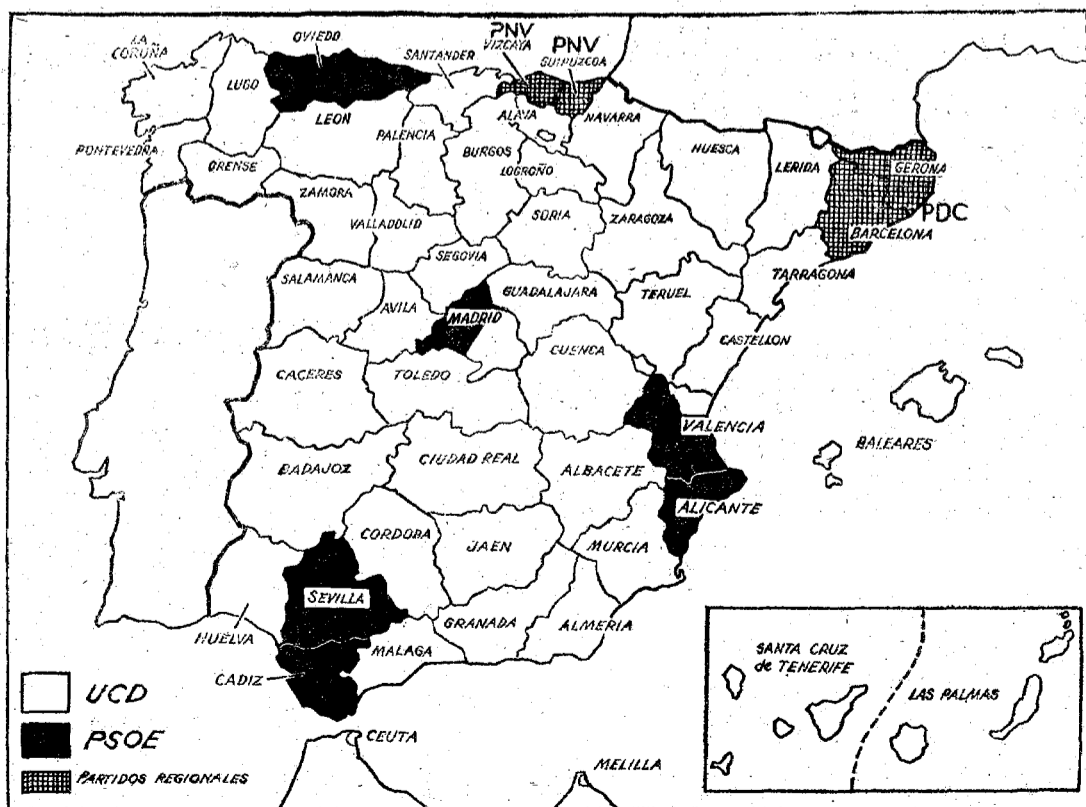 PNV
VIZCAYA
PNV
GUIPUZCOA
LA
CORUÑA
OVIEDO
SANTANDER
LUGO
LEON
PALENCIA
BURGOS
ALAVA
NAVARRA
HUESCA
LERIDA
GERONA
PONTEVEDRA
ORENSE
LOGROÑO
ZAMORA
VALLADOLID
SORIA
ZARAGOZA
PDC
BARCELONA
SEGOVIA
TARRAGONA
SALAMANCA
AVILA
MADRID
GUADALAJARA
TERUEL
CASTELLON
CACERES
TOLEDO
CUENCA
VALENCIA
BALEARES
BADAJOZ
CIUDAD REAL
ALBACETE
ALICANTE
CORDOBA
JAEN
MURCIA
SEVILLA
HUELVA
MALAGA
GRANADA
ALMERIA
CADIZ
CEUTA
MELILLA
SANTA CRUZ
de TENERIFE
LAS PALMAS
UCD
PSOE
PARTIDOS REGIONALES